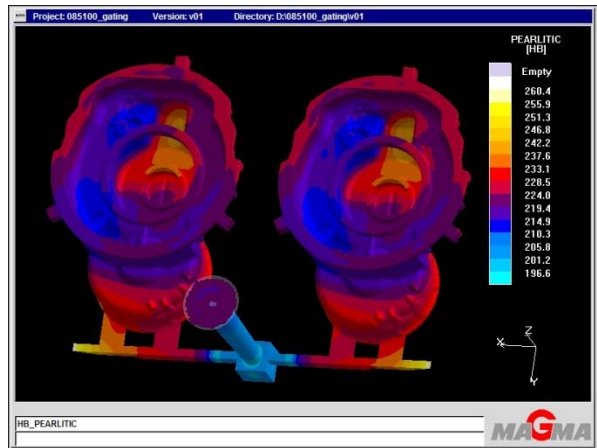 Project: 085100_gating Version: v01 Directory: D:\085100_gating\v01
PEARLITIC
[HB]
Empty
260.4
255.9
251.3
246.8
242.2
237.6
233.1
228.5
224.0
219.4
214.9
210.3
205.8
201.2
196.6
Z
X
Y
HB_PEARLITIC
MAGMA